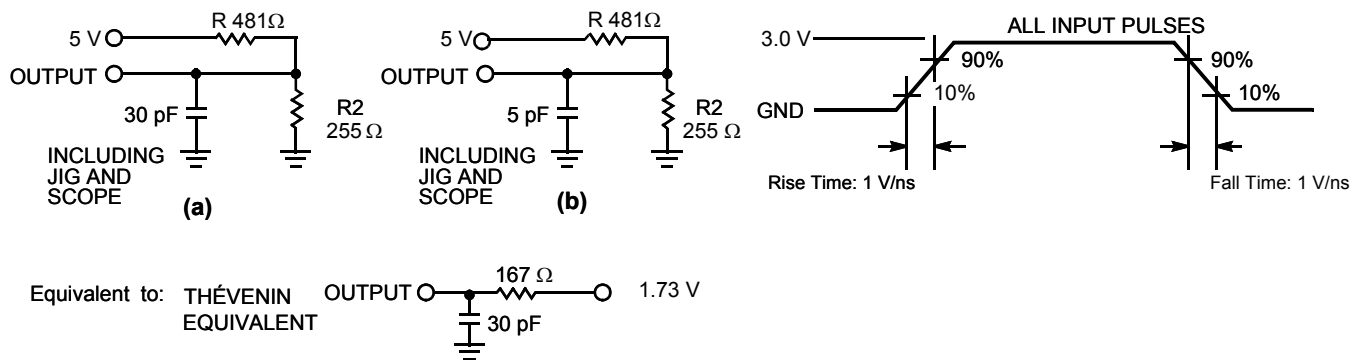 R 481Ω
5 V
OUTPUT
30 pF
R2
255 Ω
INCLUDING
JIG AND
SCOPE
(a)
R 481Ω
5 V
OUTPUT
5 pF
R2
255 Ω
INCLUDING
JIG AND
SCOPE
(b)
ALL INPUT PULSES
3.0 V
90%
10%
GND
90%
10%
Rise Time: 1 V/ns
Fall Time: 1 V/ns
Equivalent to: THÉVENIN
EQUIVALENT
OUTPUT
167 Ω
1.73 V
30 pF